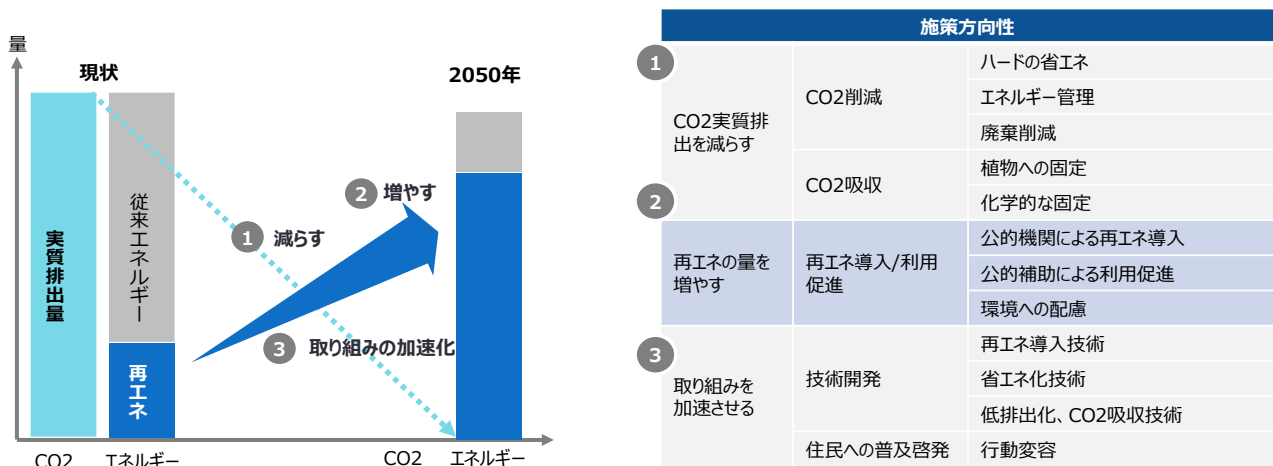 量
現状
2050年
実質排出量
従来エネルギー
再エネ
2 増やす
1 減らす
3 取り組みの加速化
CO2 エネルギー
CO2 エネルギー
施策方向性
1
CO2実質排
出を減らす
CO2削減
ハードの省エネ
エネルギー管理
廃棄削減
CO2吸収
植物への固定
化学的な固定
2
再エネの量を
増やす
再エネ導入/利用
促進
公的機関による再エネ導入
公的補助による利用促進
環境への配慮
3
取り組みを
加速させる
技術開発
再エネ導入技術
省エネ化技術
低排出化、CO2吸収技術
住民への普及啓発
行動変容